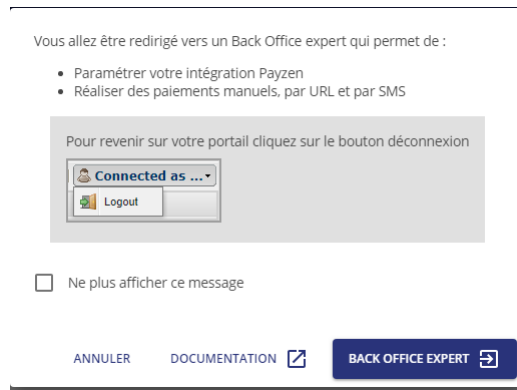 Vous allez être redirigé vers un Back Office expert qui permet de :
• Paramétrer votre intégration Payzen
• Réaliser des paiements manuels, par URL et par SMS
Pour revenir sur votre portail cliquez sur le bouton déconnexion
Connected as ...
Logout
Ne plus afficher ce message
ANNULER DOCUMENTATION BACK OFFICE EXPERT